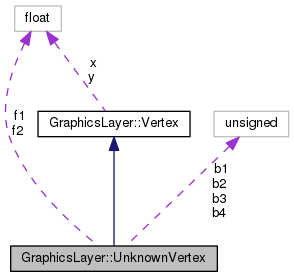 float
x
y
f1
f2
GraphicsLayer::Vertex
unsigned
b1
b2
b3
b4
GraphicsLayer::UnknownVertex